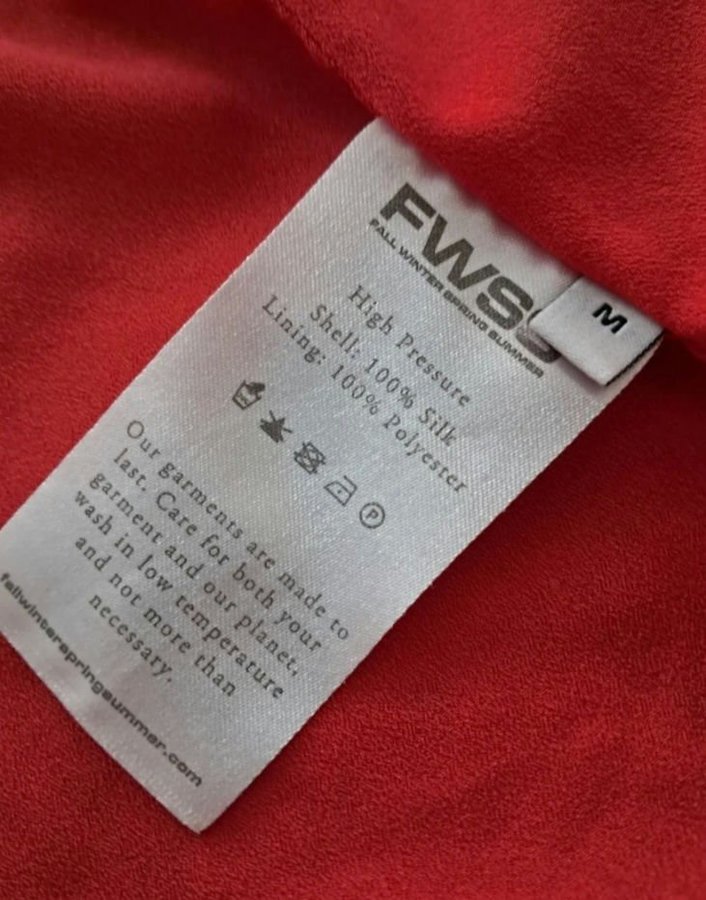 FWSS
FALL WINTER SPRING SUMMER
M
High Pressure
Shell: 100% Silk
Lining: 100% Polyester
P
Our garments are made to
last. Care for both your
garment and our planet,
wash in low temperature
and not more than
necessary.
fallwinterspringsummer.com